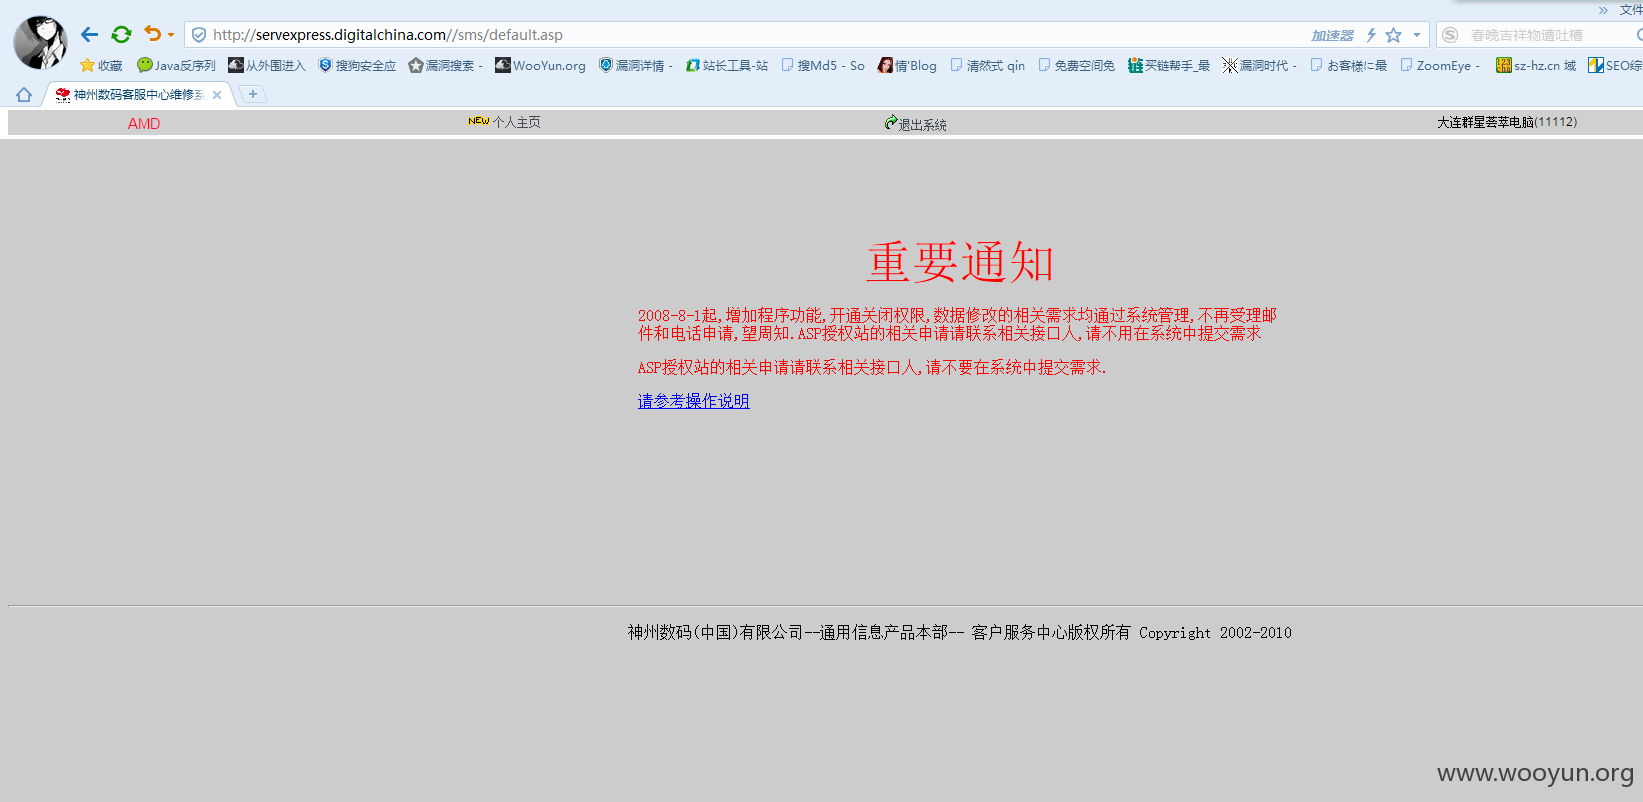 » 文件
http://servexpress.digitalchina.com//sms/default.asp 加速器 春晚吉祥物遭吐槽
收藏 Java反序列 从外围进入 搜狗安全应 漏洞搜索 - WooYun.org 漏洞详情 - 站长工具-站 搜Md5 - So 情'Blog 清然式 qin 免费空间免 买链帮手_最 漏洞时代 - お客様に最 ZoomEye - sz-hz.cn 域 SEO综
神州数码客服中心维修系
AMD NEW 个人主页 退出系统 大连群星荟萃电脑(11112)
重要通知
2008-8-1起,增加程序功能,开通关闭权限,数据修改的相关需求均通过系统管理,不再受理邮
件和电话申请,望周知.ASP授权站的相关申请请联系相关接口人,请不用在系统中提交需求
ASP授权站的相关申请请联系相关接口人,请不要在系统中提交需求.
请参考操作说明
神州数码(中国)有限公司--通用信息产品本部-- 客户服务中心版权所有 Copyright 2002-2010
www.wooyun.org